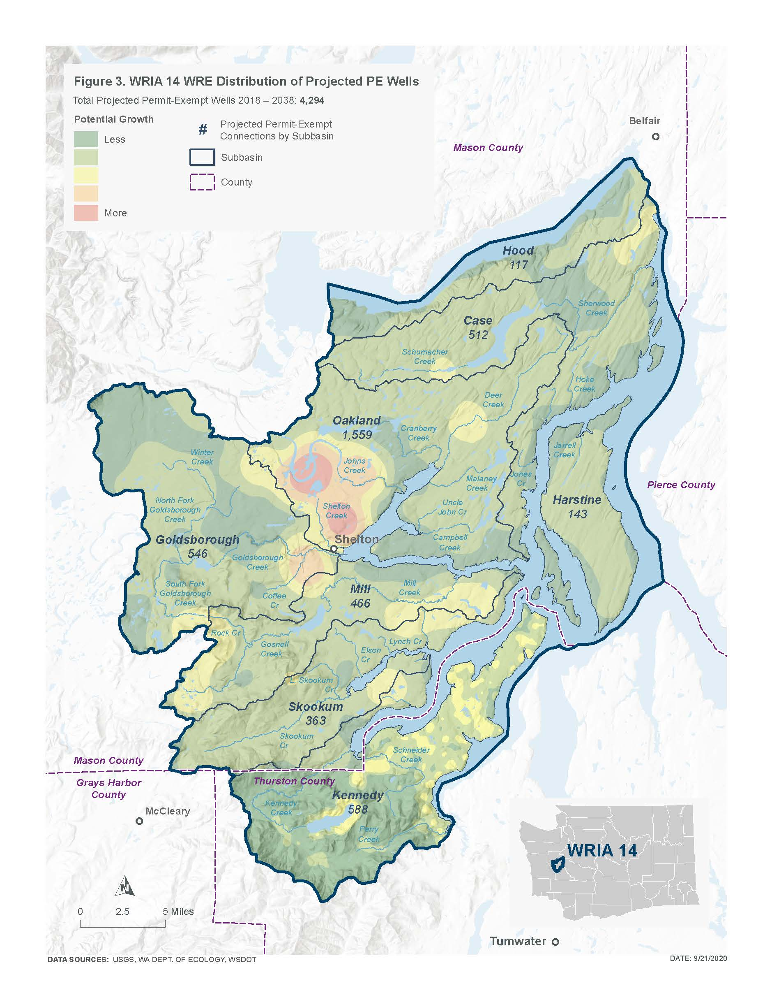 Figure 3. WRIA 14 WRE Distribution of Projected PE Wells
Total Projected Permit-Exempt Wells 2018 – 2038: 4,294
Potential Growth
Less
More
#
Projected Permit-Exempt
Connections by Subbasin
Subbasin
County
Belfair
Mason County
Hood
117
Sherwood
Creek
Case
512
Schumacher
Creek
Hoke
Creek
Deer
Creek
Oakland
1,559
Cranberry
Creek
Jarrell
Creek
Winter
Creek
Johns
Creek
Jones
Cr
Malaney
Creek
Pierce County
North Fork
Goldsborough
Creek
Shelton
Creek
Uncle
John Cr
Harstine
143
Goldsborough
546
Shelton
Campbell
Creek
Goldsborough
Creek
South Fork
Goldsborough
Creek
Coffee
Cr
Mill
466
Mill
Creek
Rock Cr
Gosnell
Creek
Elson
Cr
Lynch Cr
L. Skookum
Cr
Skookum
363
Skookum
Cr
Schneider
Creek
Mason County
Grays Harbor
County
Thurston County
Kennedy
588
Kennedy
Creek
Perry
Creek
McCleary
WRIA 14
N
0 2.5 5 Miles
Tumwater
DATA SOURCES: USGS, WA DEPT. OF ECOLOGY, WSDOT
DATE: 9/21/2020